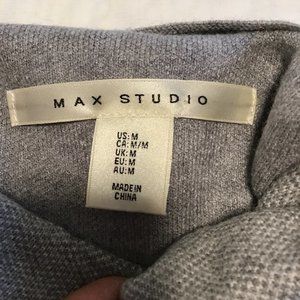 MAX STUDIO
US: M
CA: M/M
UK: M
EU: M
AU: M
MADE IN
CHINA